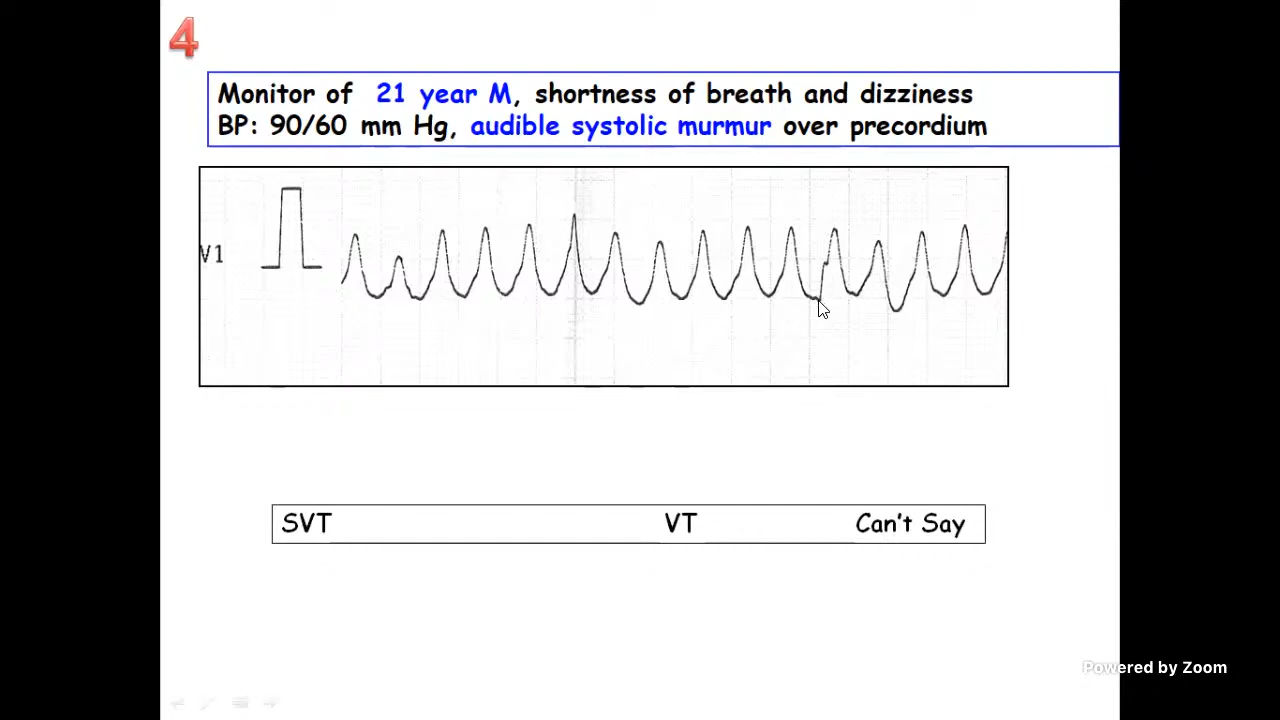 4
Monitor of 21 year M, shortness of breath and dizziness
BP: 90/60 mm Hg, audible systolic murmur over precordium
V1
SVT VT Can't Say
Powered by Zoom